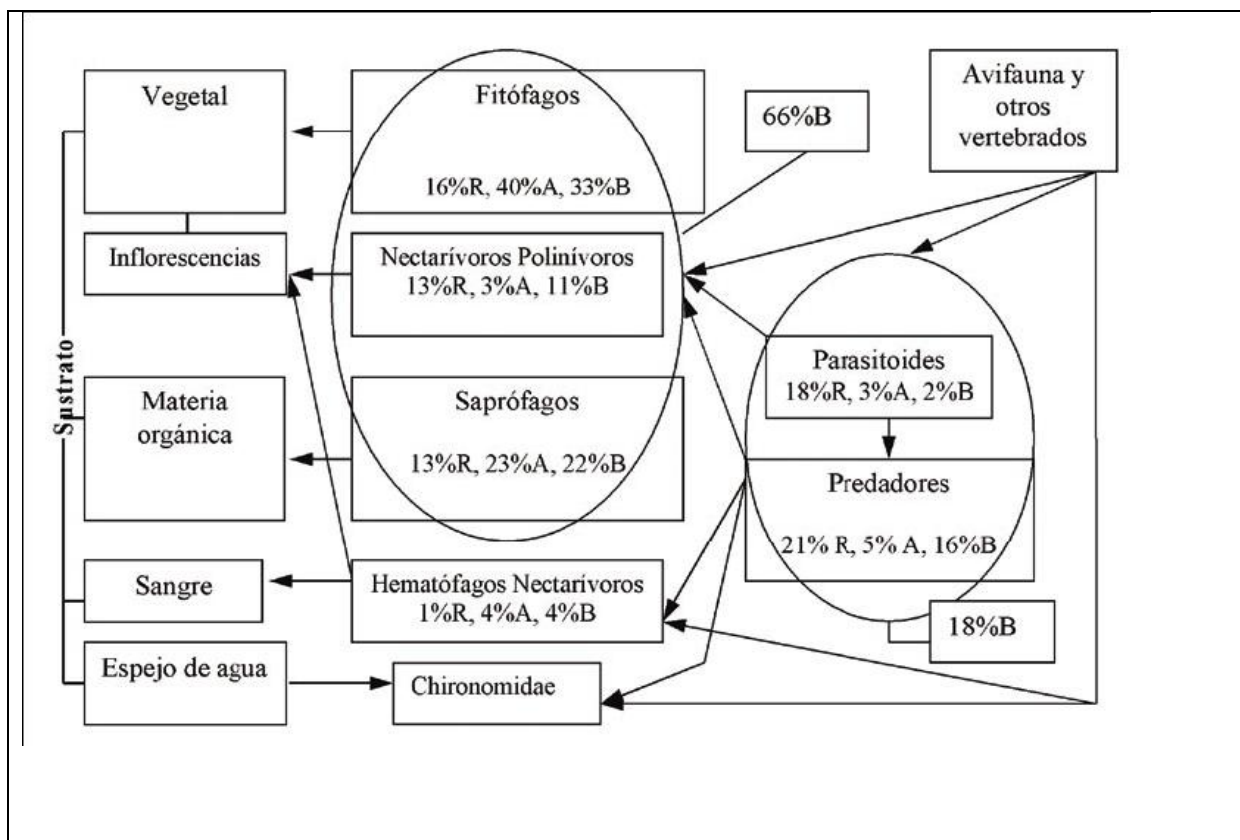 Vegetal
Fitófagos
16%R, 40%A, 33%B
66%B
Avifauna y
otros
vertebrados
Inflorescencias
Nectarívoros Polinívoros
13%R, 3%A, 11%B
Sustrato
Materia
orgánica
Saprófagos
13%R, 23%A, 22%B
Parasitoides
18%R, 3%A, 2%B
Predadores
21% R, 5% A, 16%B
18%B
Sangre
Hematófagos Nectarívoros
1%R, 4%A, 4%B
Espejo de agua
Chironomidae